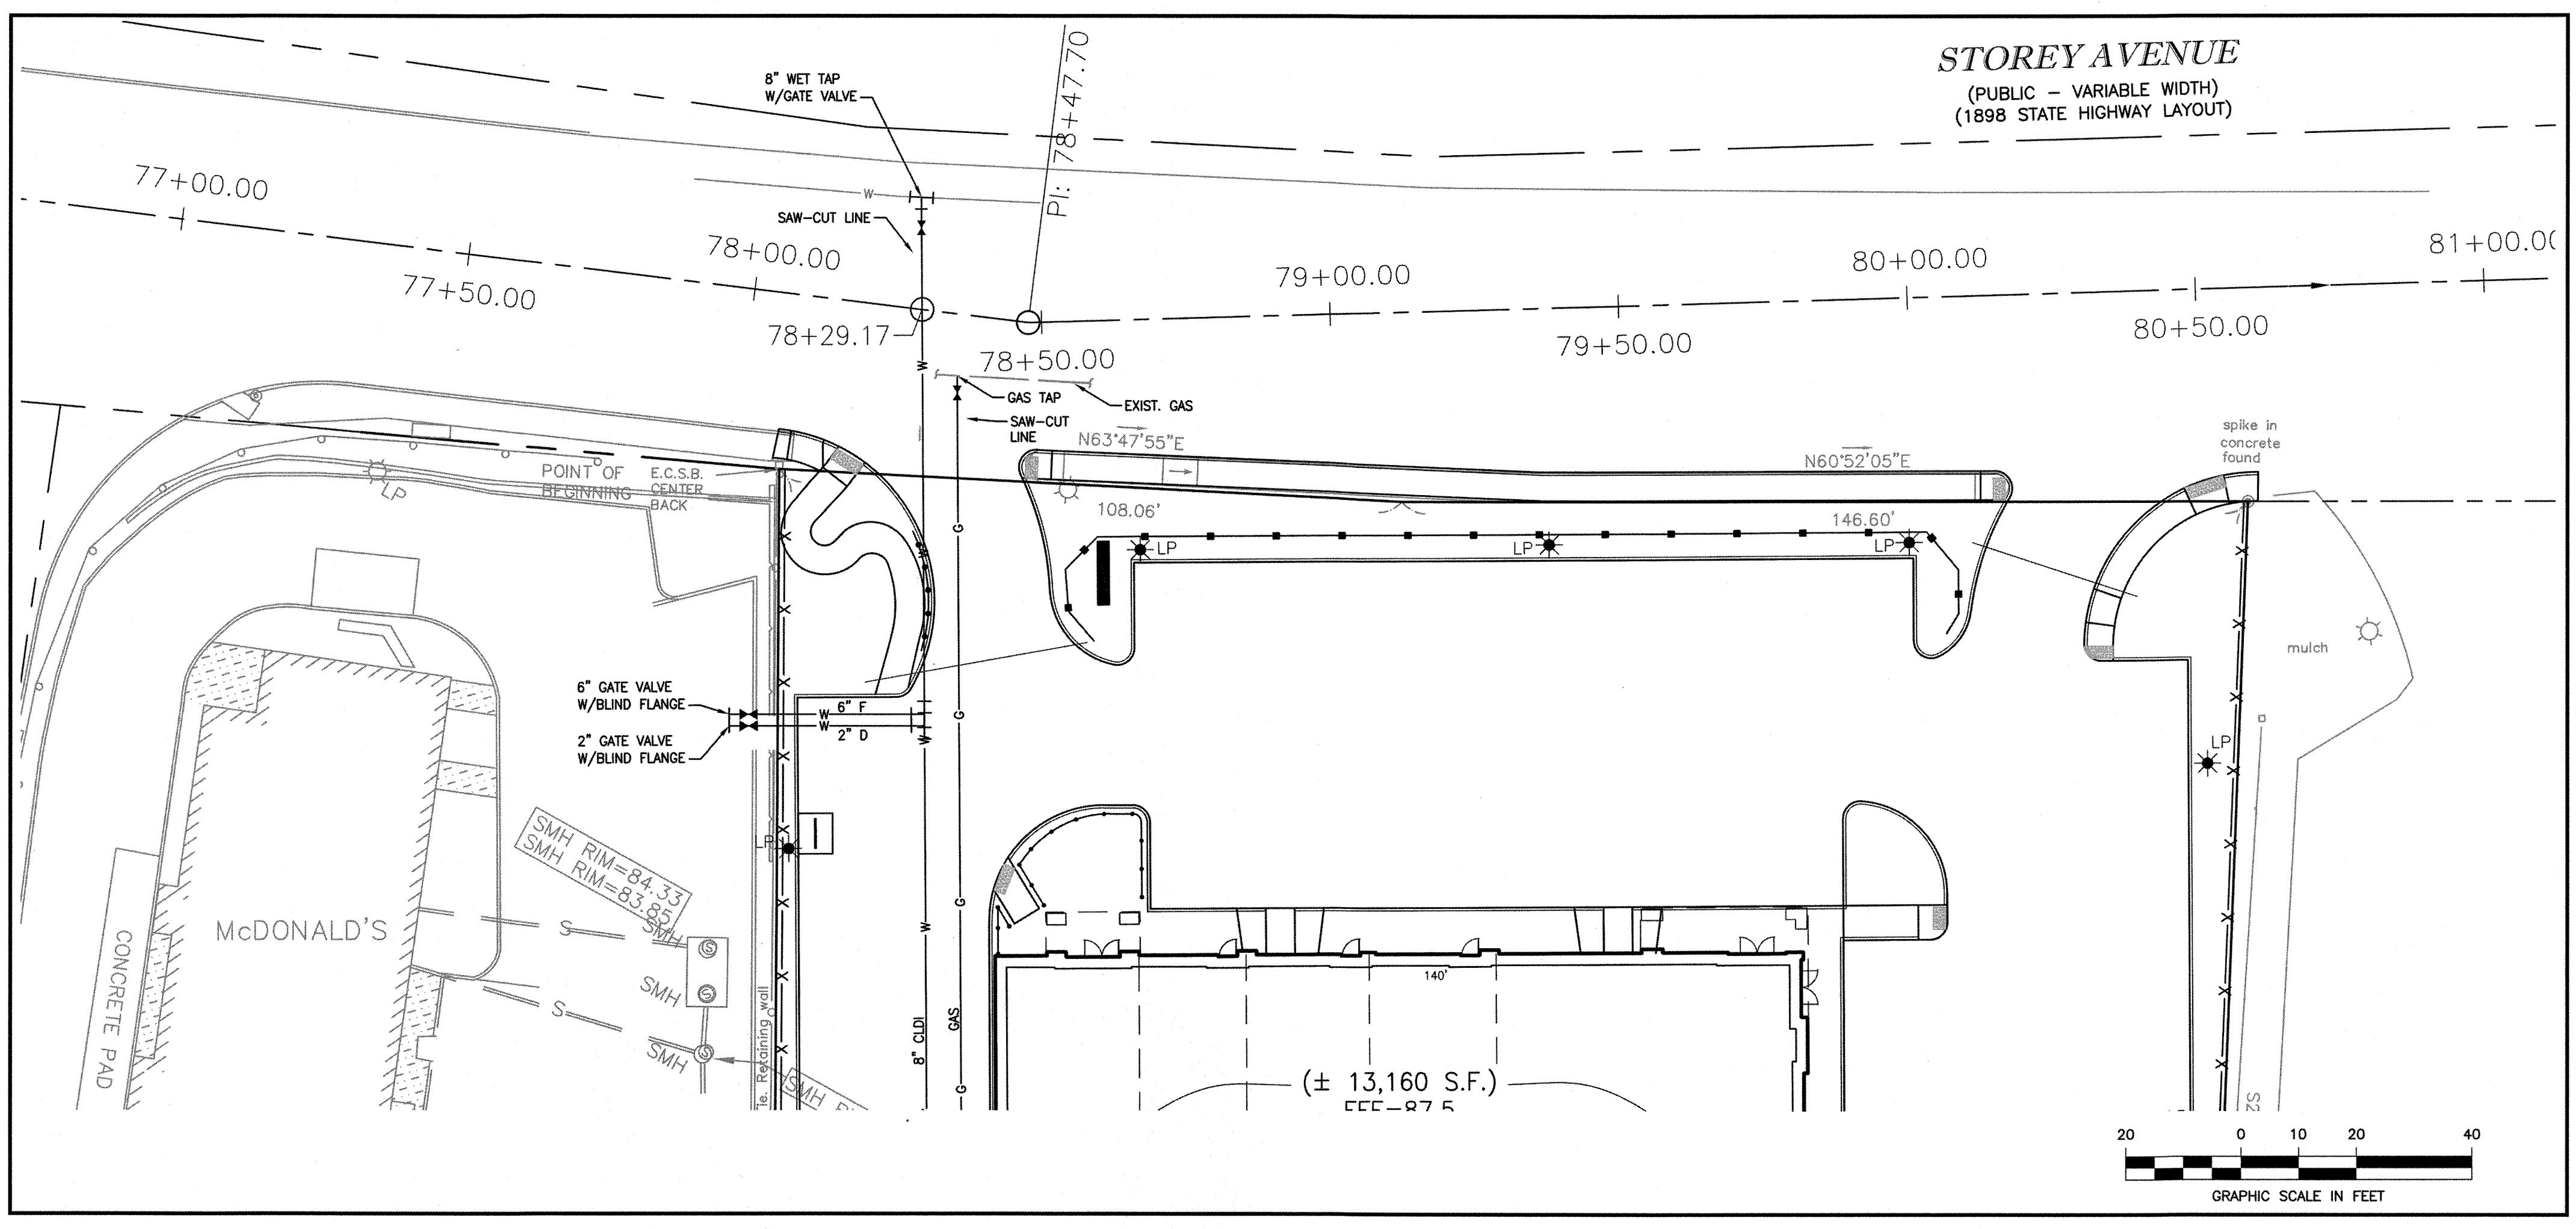 STOREY AVENUE
(PUBLIC - VARIABLE WIDTH)
(1898 STATE HIGHWAY LAYOUT)
8" WET TAP
W/GATE VALVE
PI: 78+47.70
W
SAW-CUT LINE
77+00.00
77+50.00
78+00.00
78+29.17
78+50.00
79+00.00
79+50.00
80+00.00
80+50.00
81+00.0
W
GAS TAP
EXIST. GAS
SAW-CUT
LINE
N63°47'55"E
N60°52'05"E
spike in
concrete
found
POINT OF
BEGINNING
E.C.S.B.
CENTER
BACK
LP
108.06'
146.60'
LP
LP
LP
G
mulch
6" GATE VALVE
W/BLIND FLANGE
W 6" F
W 2" D
2" GATE VALVE
W/BLIND FLANGE
W
G
LP
LP
SMH RIM=84.33
SMH RIM=83.85
SMH
S
McDONALD'S
CONCRETE PAD
W
G
SMH
S
SMH
SMH
ie. Retaining wall
8" CLDI
GAS
G
140'
(± 13,160 S.F.)
FFE=87.5
20 0 10 20 40
GRAPHIC SCALE IN FEET